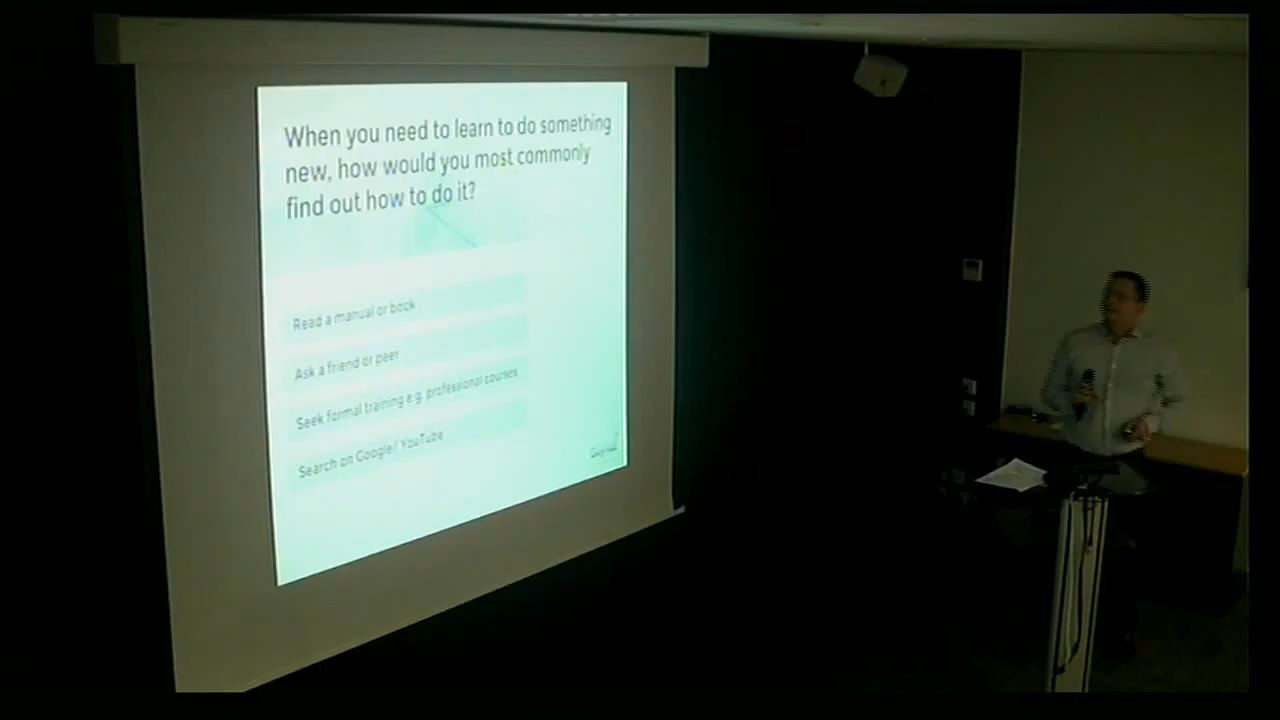 When you need to learn to do something
new, how would you most commonly
find out how to do it?
Read a manual or book
Ask a friend or peer
Seek formal training e.g. professional courses
Search on Google/ YouTube